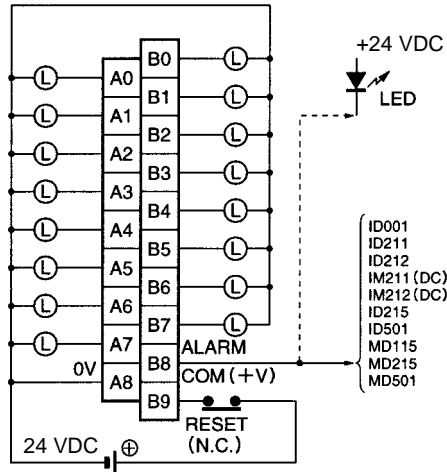 +24 VDC
LED
B0
L
L
A0
B1
L
L
A1
B2
L
L
A2
B3
L
L
A3
B4
L
L
A4
B5
L
L
A5
B6
L
L
A6
B7
L
L
A7
ALARM
B8
0V
COM (+V)
A8
B9
RESET
(N.C.)
24 VDC
⊕
ID001
ID211
ID212
IM211 (DC)
IM212 (DC)
ID215
ID501
MD115
MD215
MD501